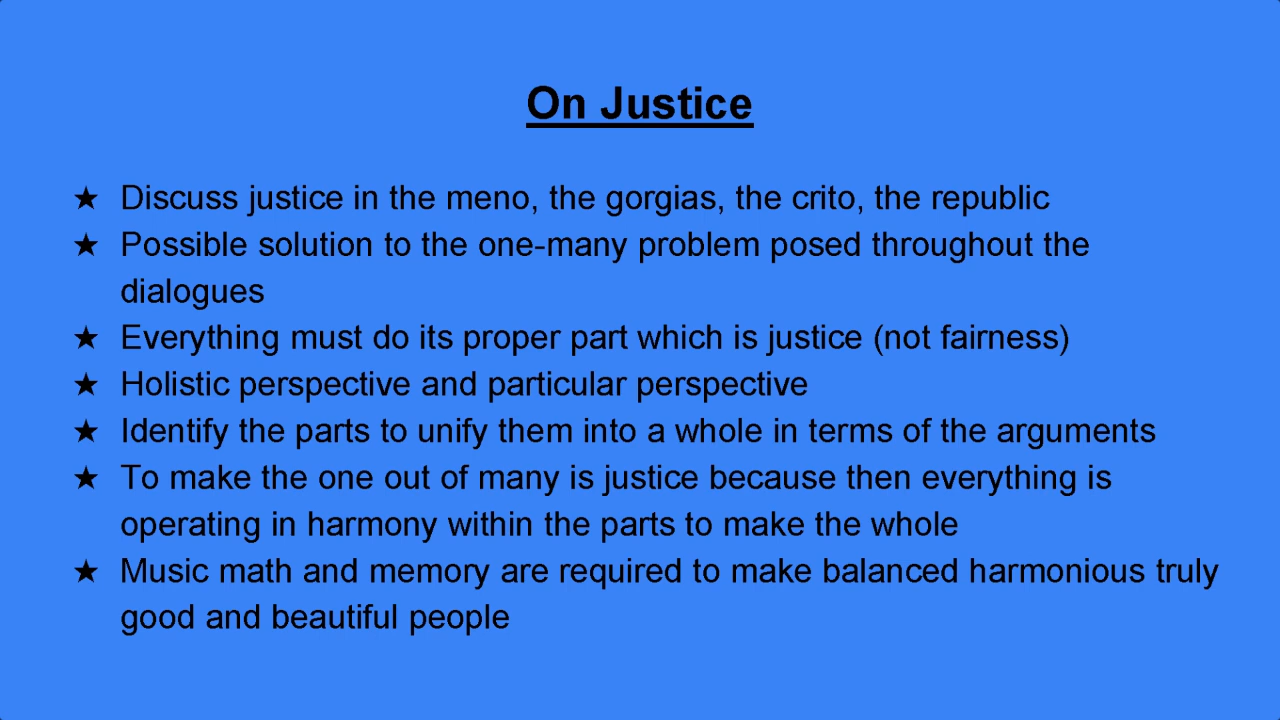 On Justice
★ Discuss justice in the meno, the gorgias, the crito, the republic
★ Possible solution to the one-many problem posed throughout the
dialogues
★ Everything must do its proper part which is justice (not fairness)
★ Holistic perspective and particular perspective
★ Identify the parts to unify them into a whole in terms of the arguments
★ To make the one out of many is justice because then everything is
operating in harmony within the parts to make the whole
★ Music math and memory are required to make balanced harmonious truly
good and beautiful people